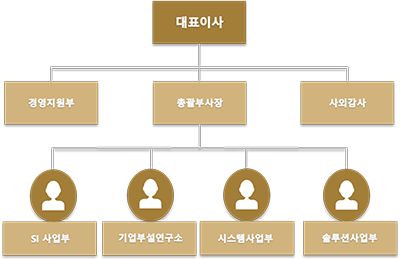 대표이사
경영지원부
총괄부사장
사외감사
SI 사업부
기업부설연구소
시스템사업부
솔루션사업부